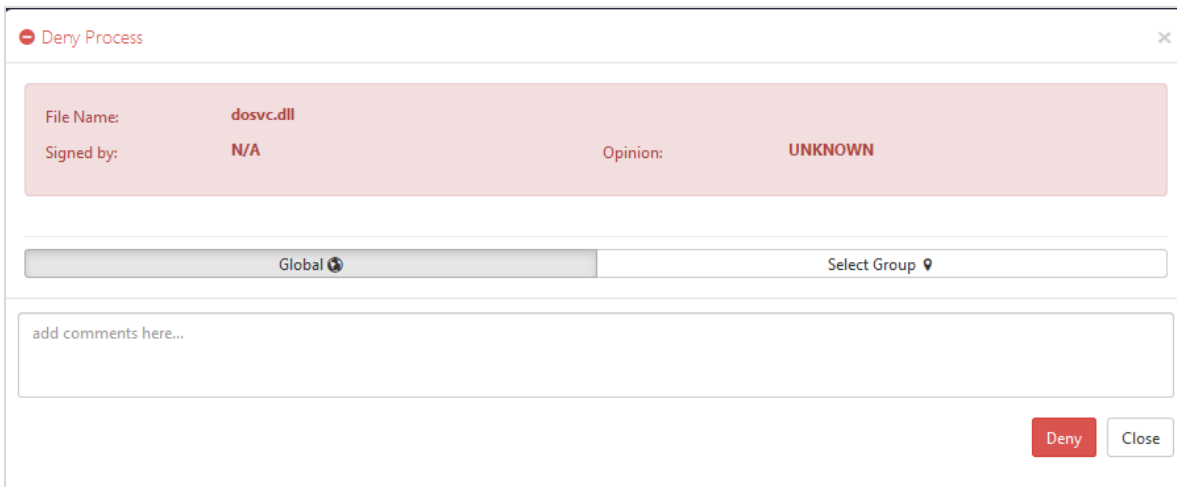 Deny Process ×
File Name: dosvc.dll
Signed by: N/A Opinion: UNKNOWN
Global Select Group
add comments here...
Deny Close